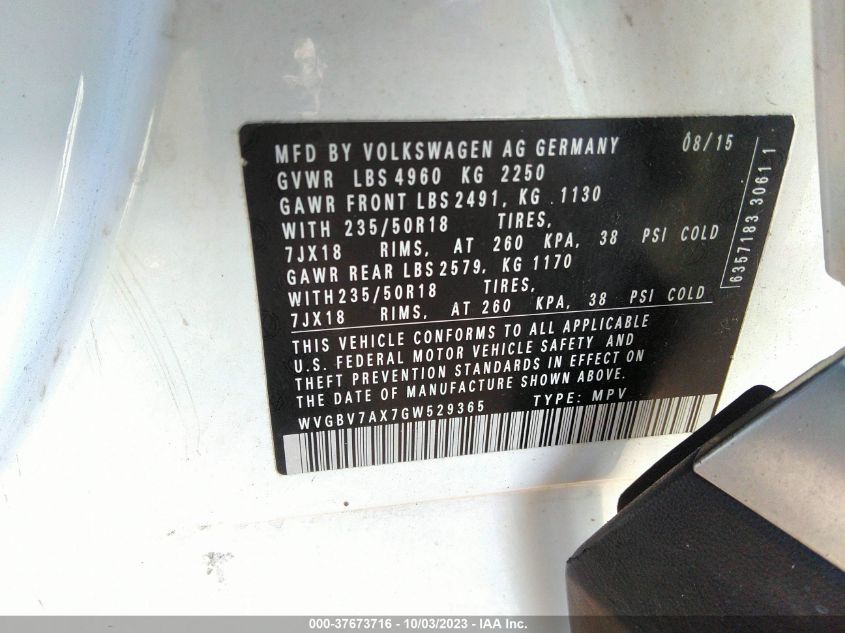 MFD BY VOLKSWAGEN AG GERMANY 08/15
GVWR LBS 4960 KG 2250
GAWR FRONT LBS 2491, KG . 1130
WITH 235/50R18 TIRES,
7JX18 RIMS, AT 260 KPA, 38 PSI COLD
GAWR REAR LBS 2579, KG 1170
WITH 235/50R18 TIRES,
7JX18 RIMS, AT 260 KPA, 38 PSI COLD
THIS VEHICLE CONFORMS TO ALL APPLICABLE
U.S. FEDERAL MOTOR VEHICLE SAFETY AND
THEFT PREVENTION STANDARDS IN EFFECT ON
THE DATE OF MANUFACTURE SHOWN ABOVE.
WVGBV7AX7GW529365 TYPE: MPV
6357183 3061 1
000-37673716 - 10/03/2023 - IAA Inc.